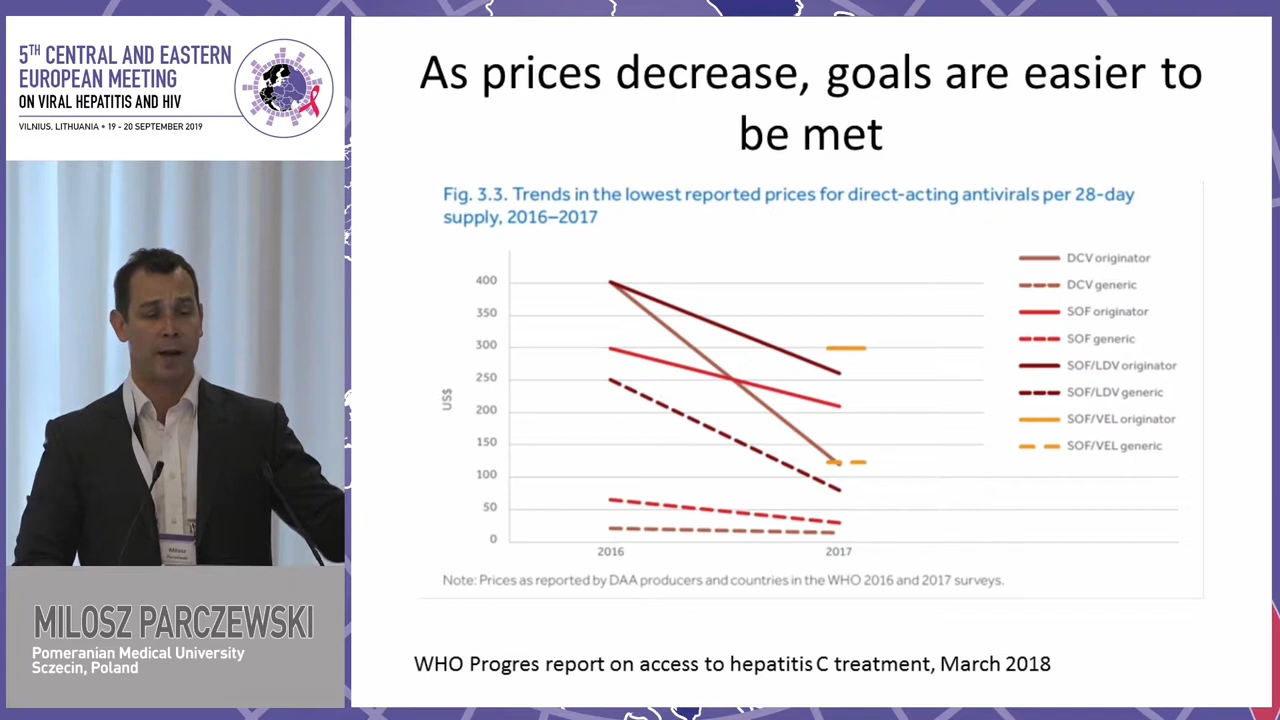 5TH CENTRAL AND EASTERN
EUROPEAN MEETING
ON VIRAL HEPATITIS AND HIV
VILNIUS, LITHUANIA • 19 - 20 SEPTEMBER 2019
As prices decrease, goals are easier to
be met
Fig. 3.3. Trends in the lowest reported prices for direct-acting antivirals per 28-day
supply, 2016–2017
US$
400
350
300
250
200
150
100
50
0
2016
2017
DCV originator
DCV generic
SOF originator
SOF generic
SOF/LDV originator
SOF/LDV generic
SOF/VEL originator
SOF/VEL generic
Note: Prices as reported by DAA producers and countries in the WHO 2016 and 2017 surveys.
WHO Progres report on access to hepatitis C treatment, March 2018
Milosz
MILOSZ PARCZEWSKI
Pomeranian Medical University
Sczecin, Poland